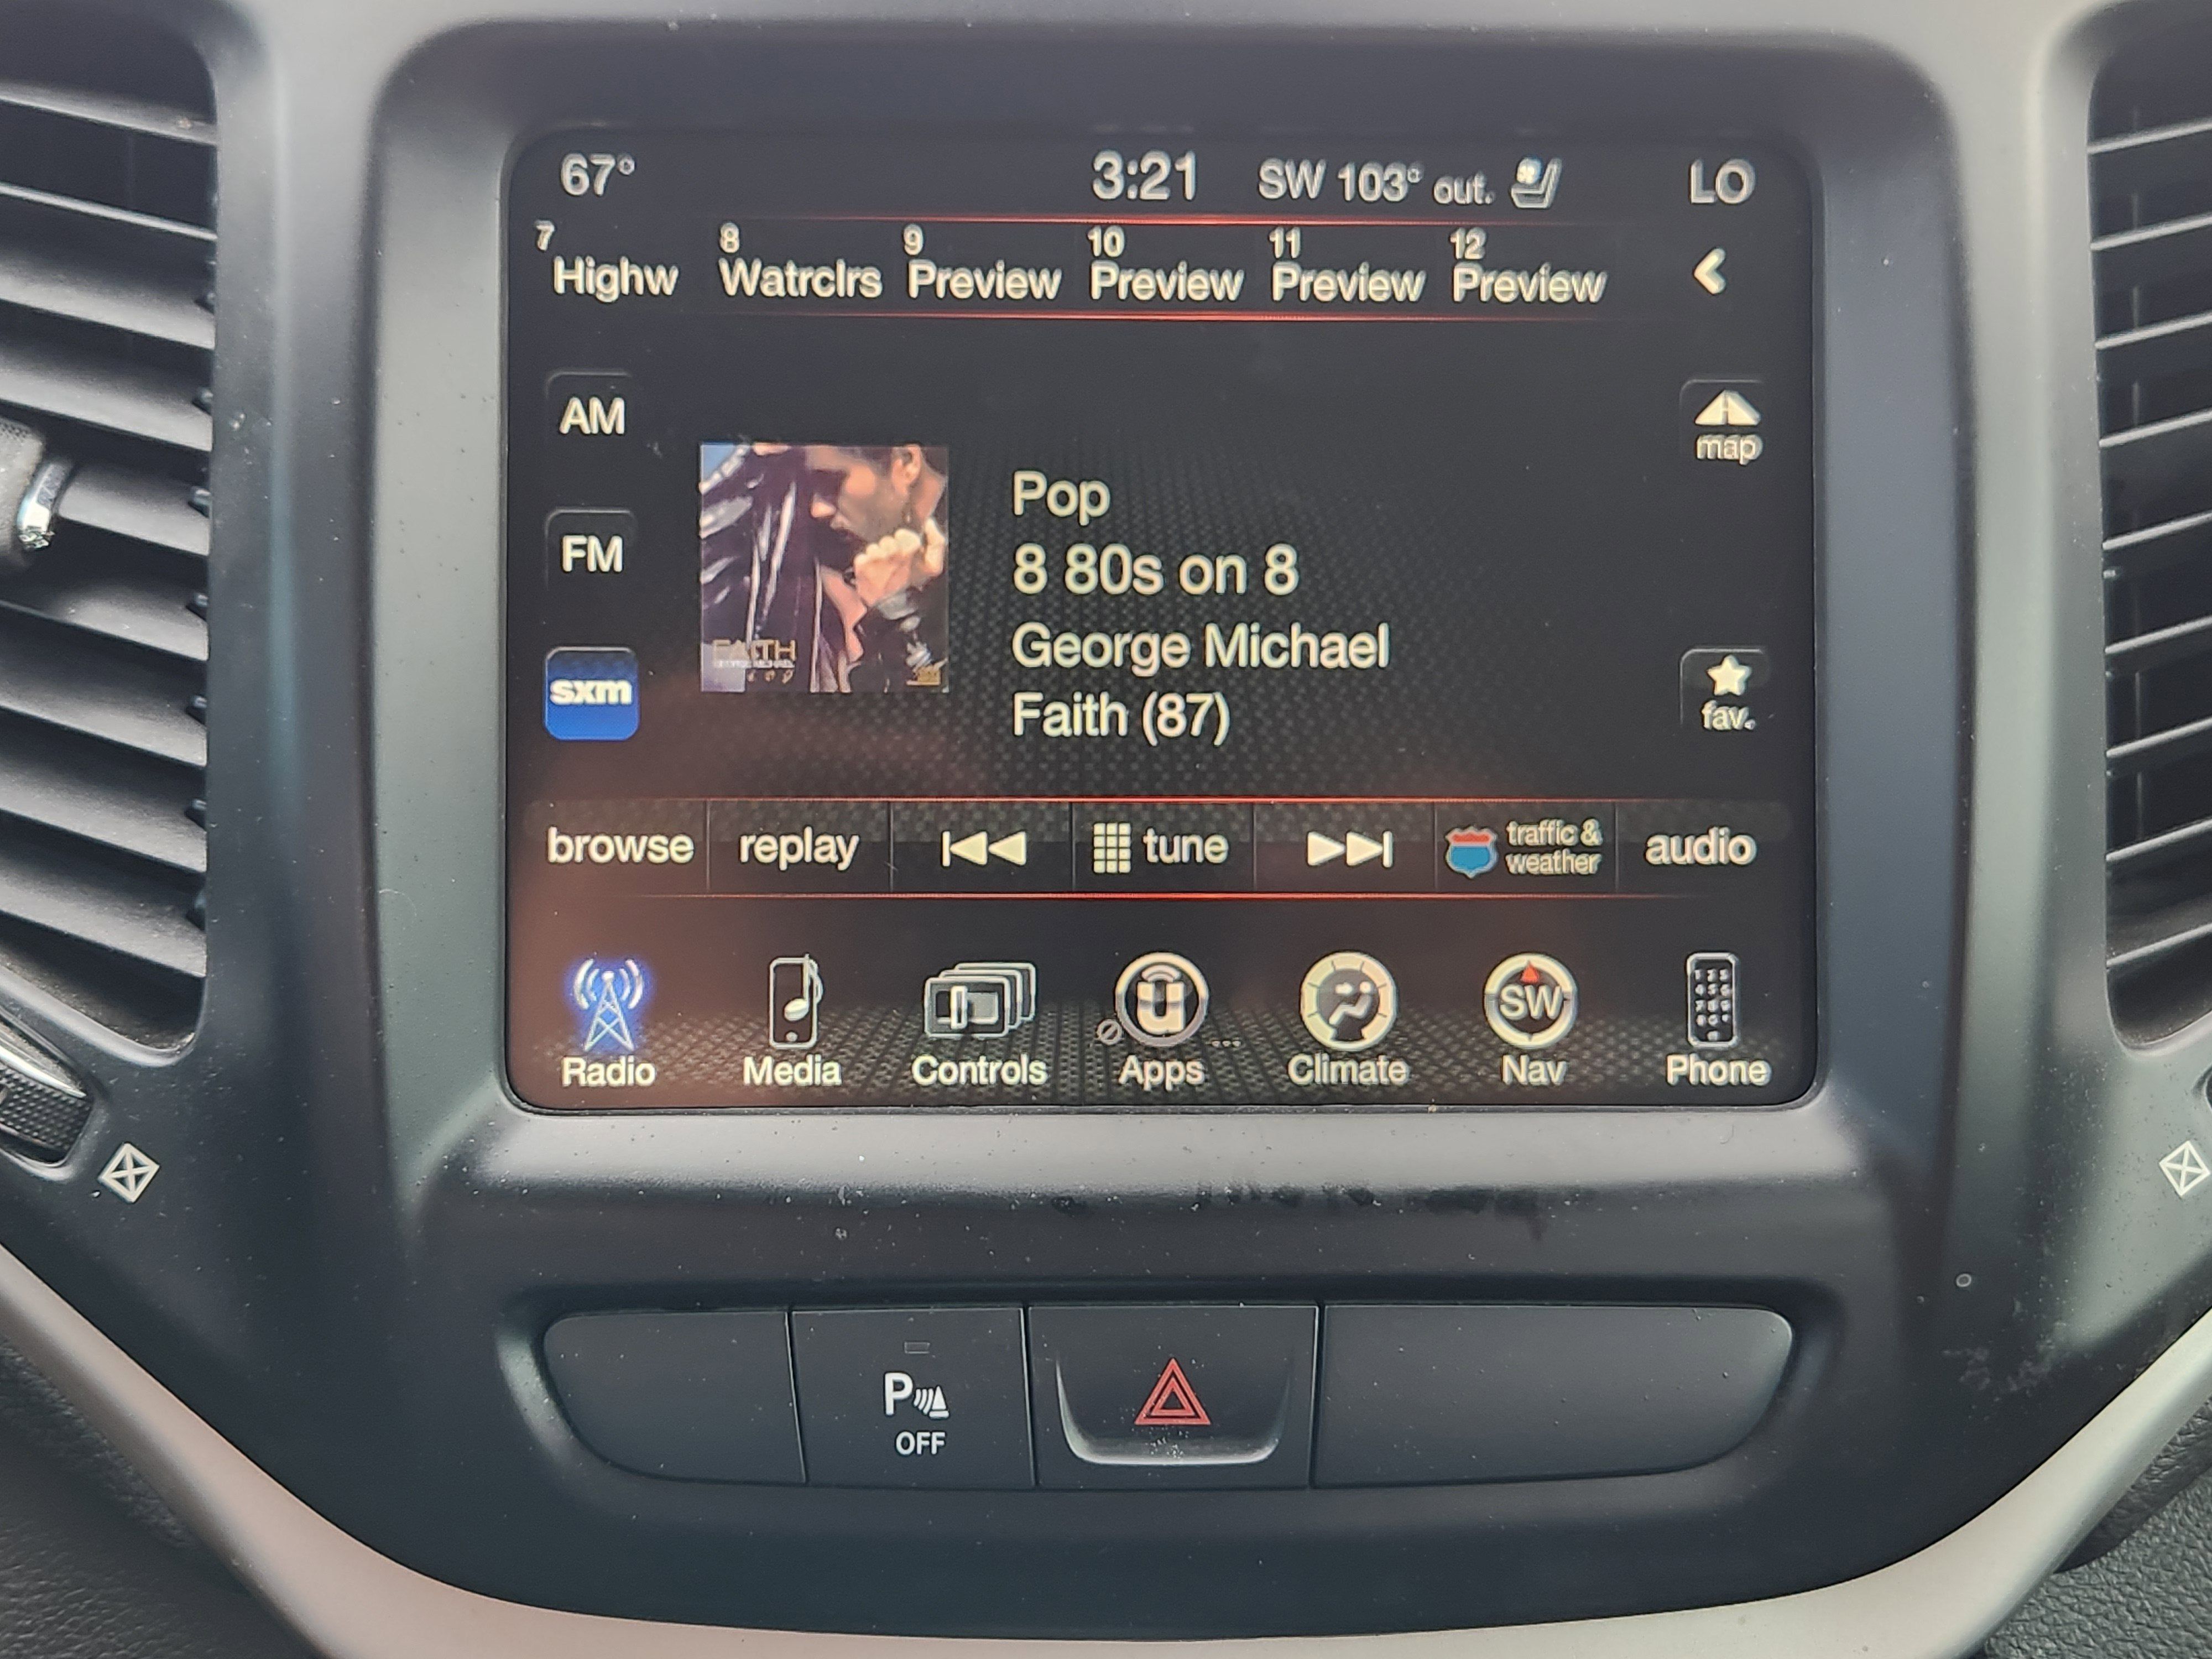 67° 3:21 SW 103° out. LO
7 8 9 10 11 12
Highw Watrclrs Preview Preview Preview Preview
AM
map
FM
Pop
8 80s on 8
George Michael
Faith (87)
FAITH
GEORGE MICHAEL
sxm
fav.
browse replay tune traffic & weather audio
SW
Radio Media Controls Apps Climate Nav Phone
P
OFF